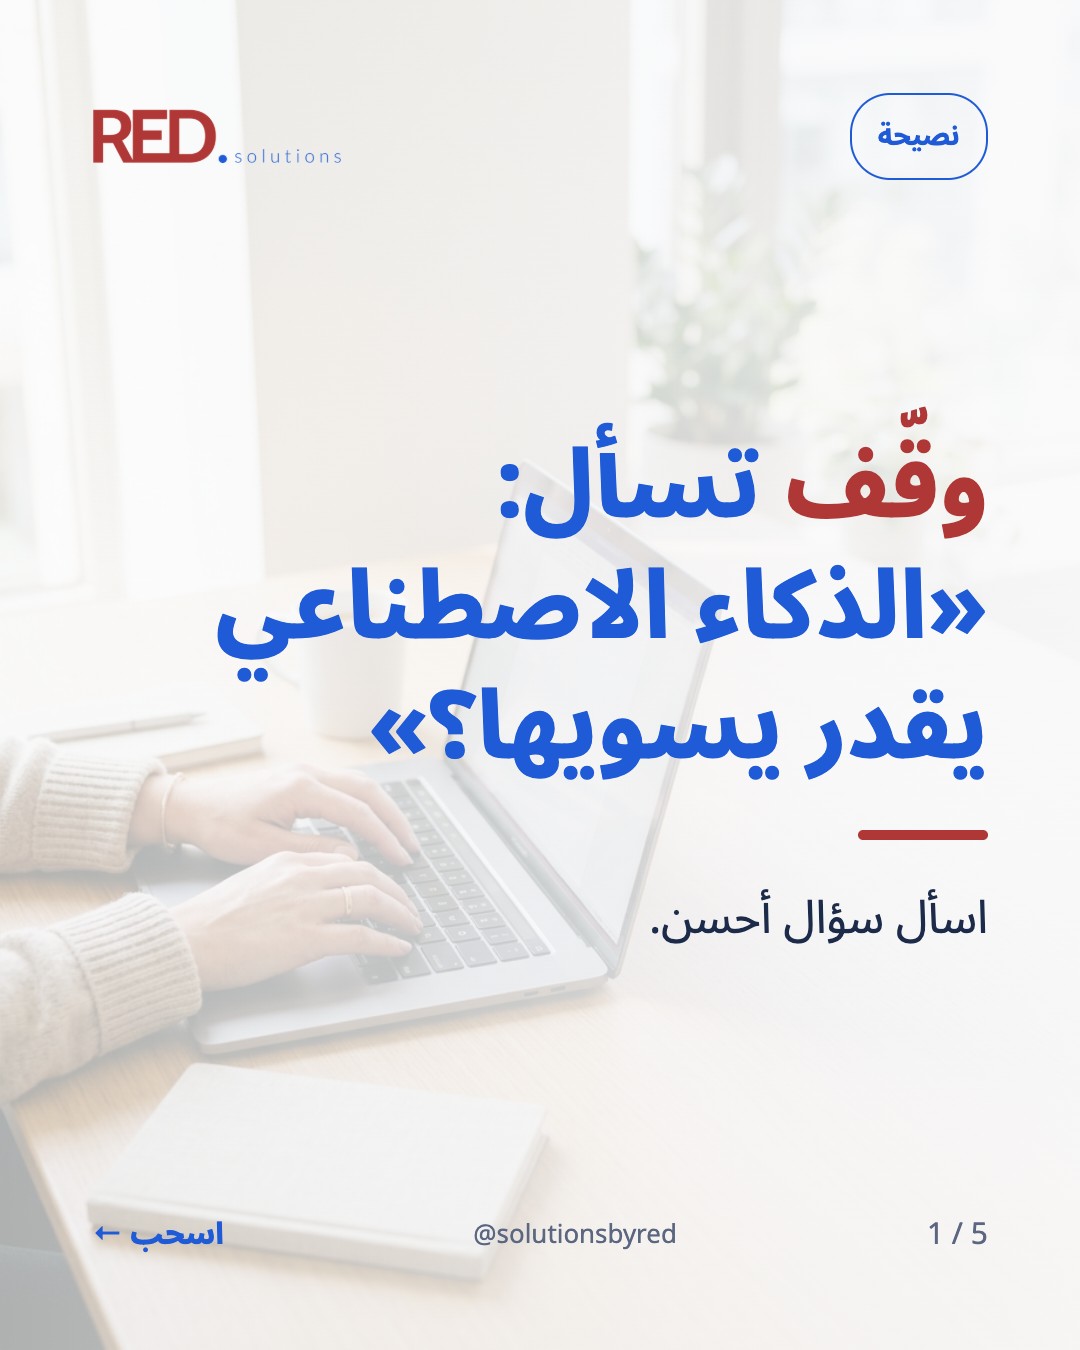 RED. solutions
نصيحة
وقّف تسأل:
«الذكاء الاصطناعي
يقدر يسويها؟»
اسأل سؤال أحسن.
اسحب ←
@solutionsbyred
1 / 5